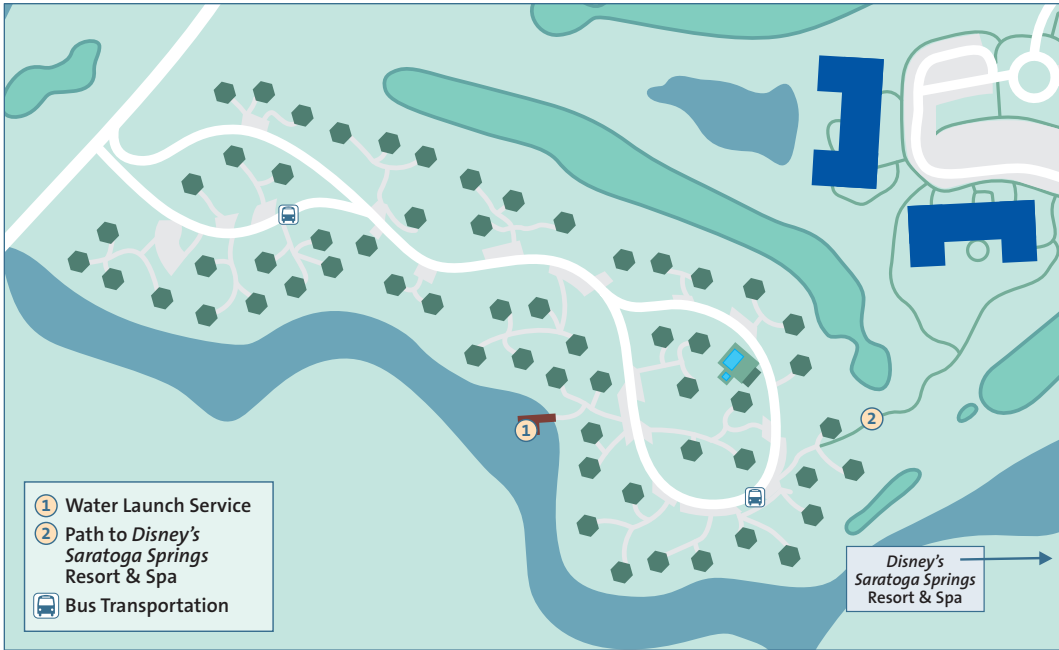 1
2
1 Water Launch Service
2 Path to Disney's
Saratoga Springs
Resort & Spa
Bus Transportation
Disney's
Saratoga Springs
Resort & Spa